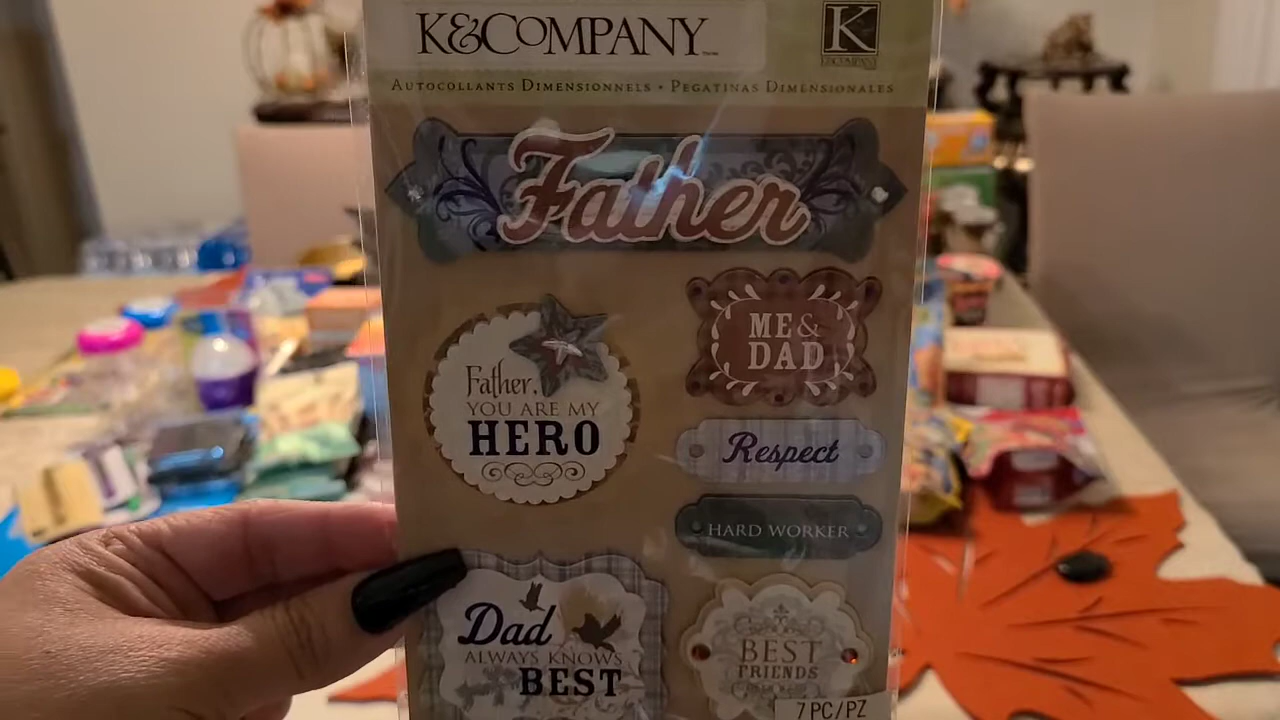 K&COMPANY
K
K&COMPANY
AUTOCOLLANTS DIMENSIONNELS • PEGATINAS DIMENSIONALES
Father
ME &
DAD
Father,
YOU ARE MY
HERO
Respect
HARD WORKER
Dad
ALWAYS KNOWS
BEST
BEST
FRIENDS
7 PC/PZ